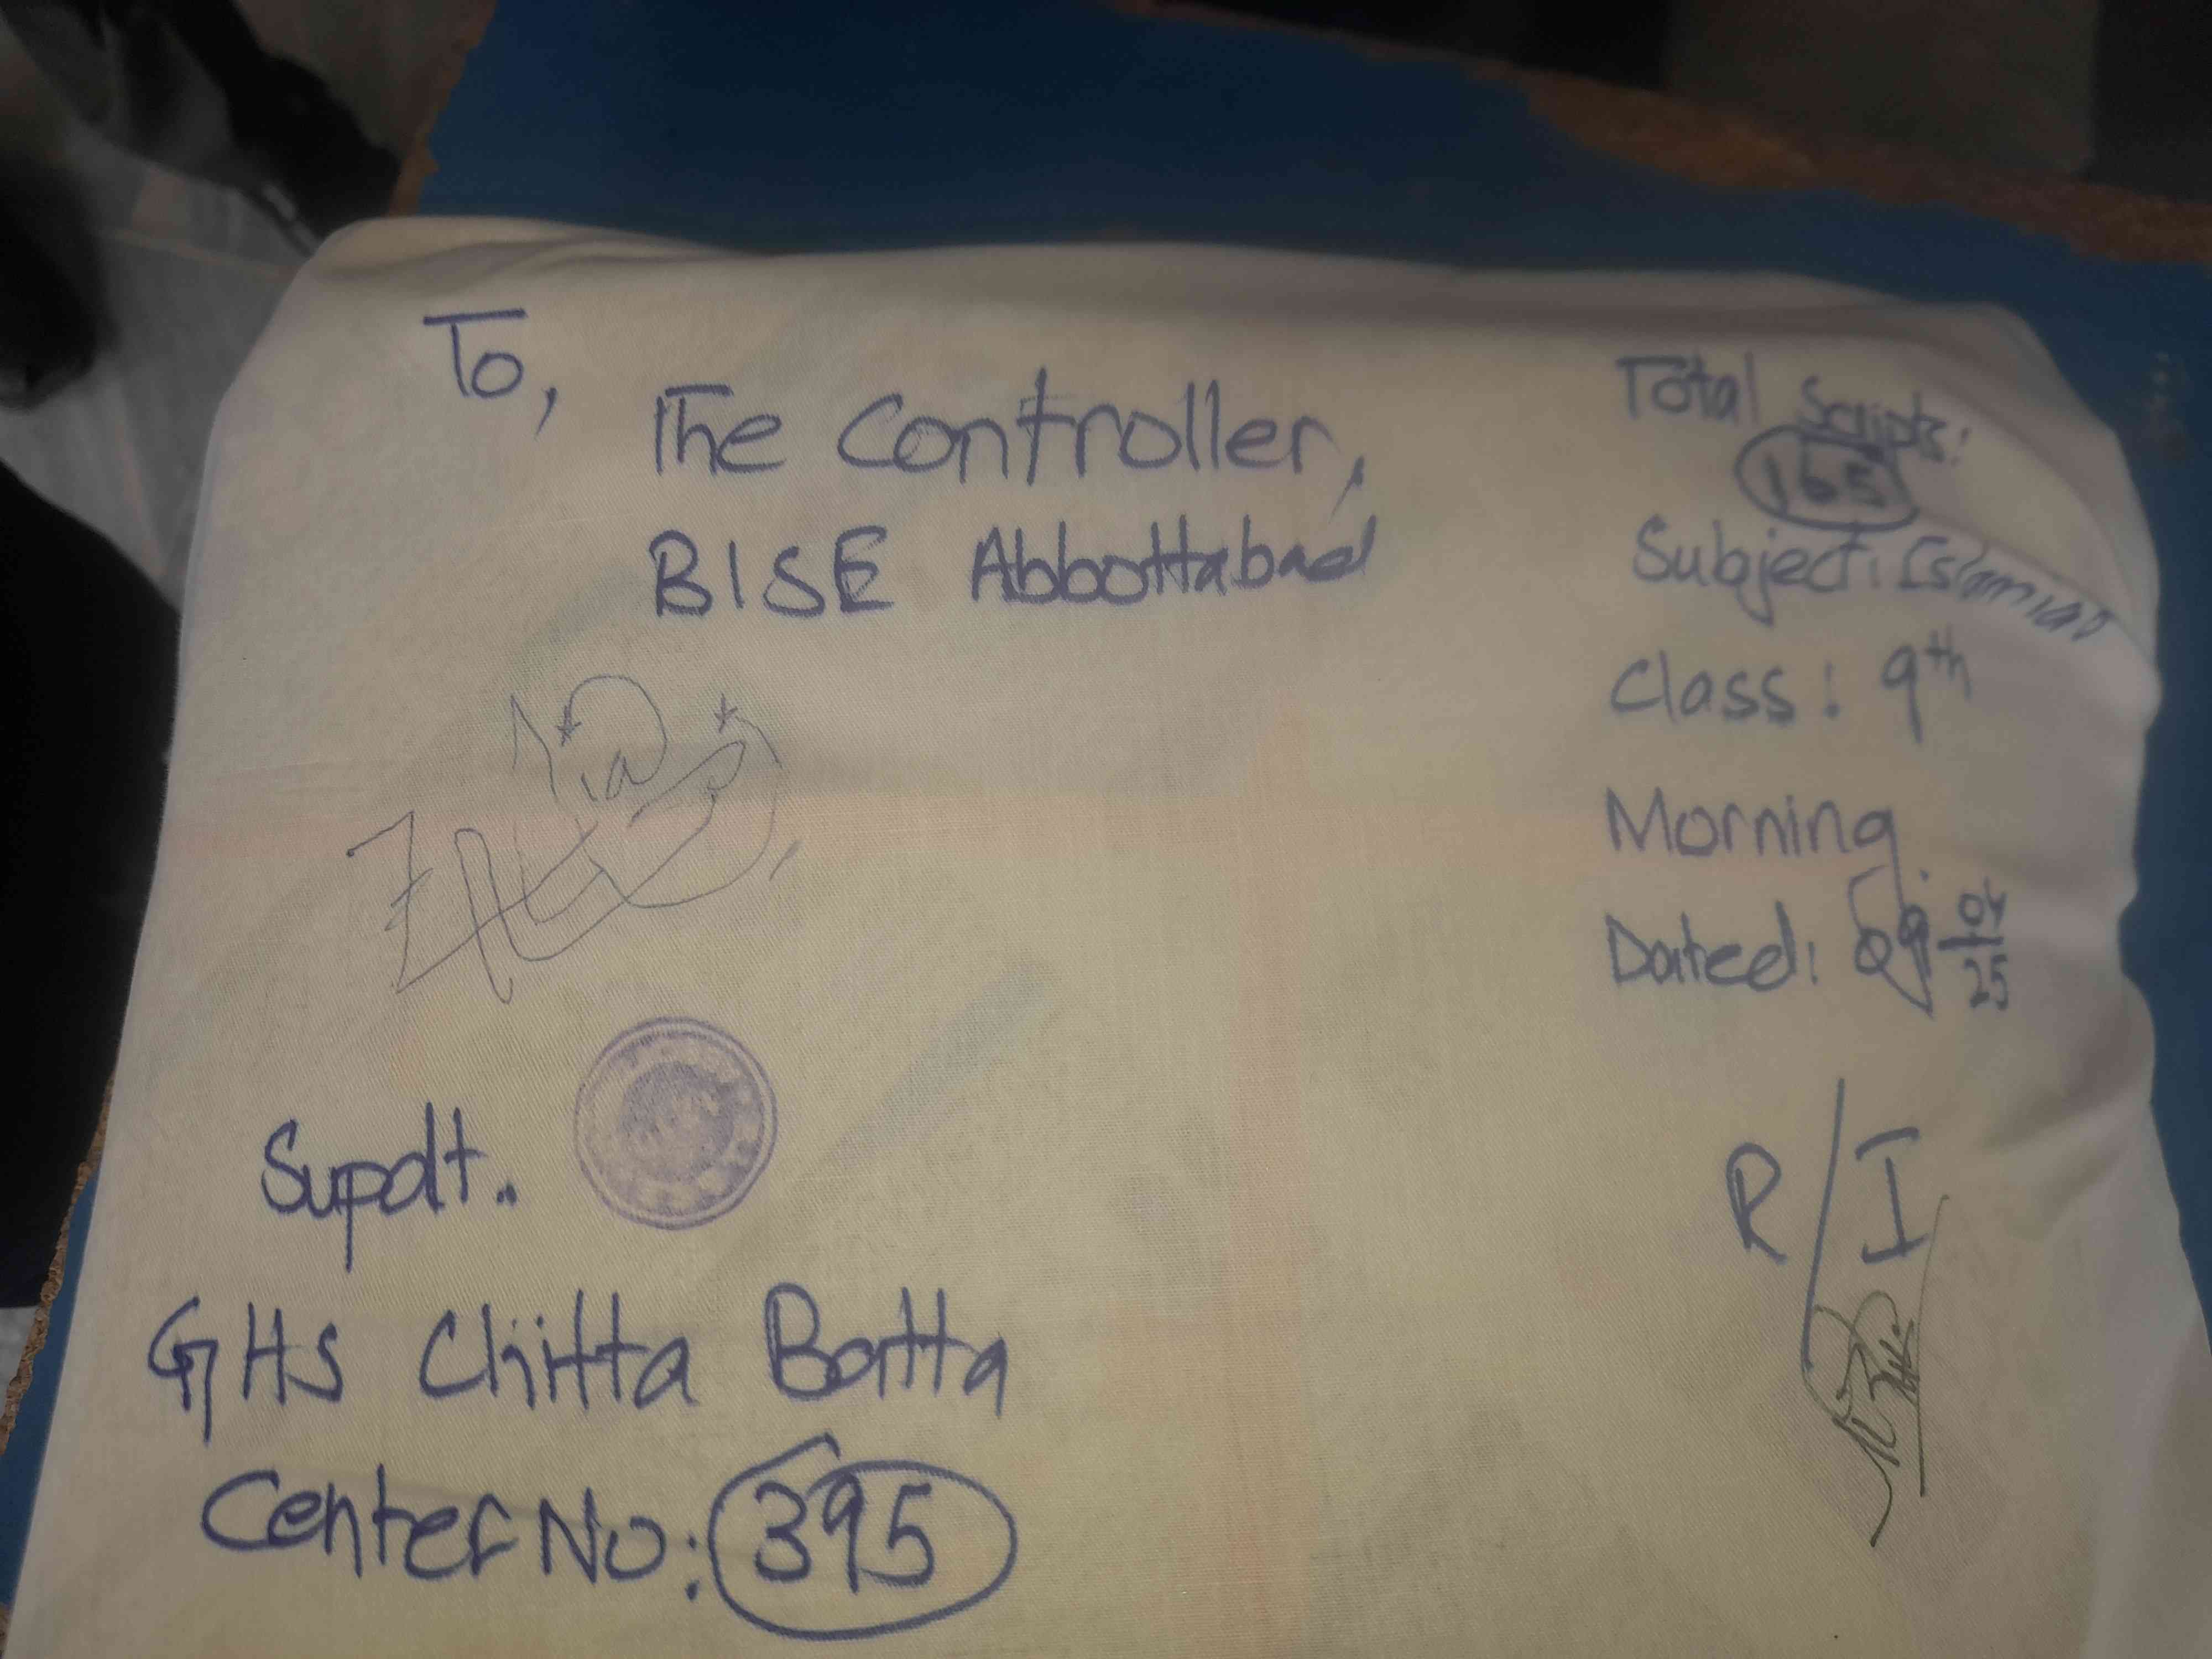 To,
The Controller,
BISE Abbottabad
Total Scripts:
165
Subject: Islamiat
Class: 9th
Morning
Dated: 09 04/25
Supdt.
GHS Chitta Batta
Center No: 395
R/I